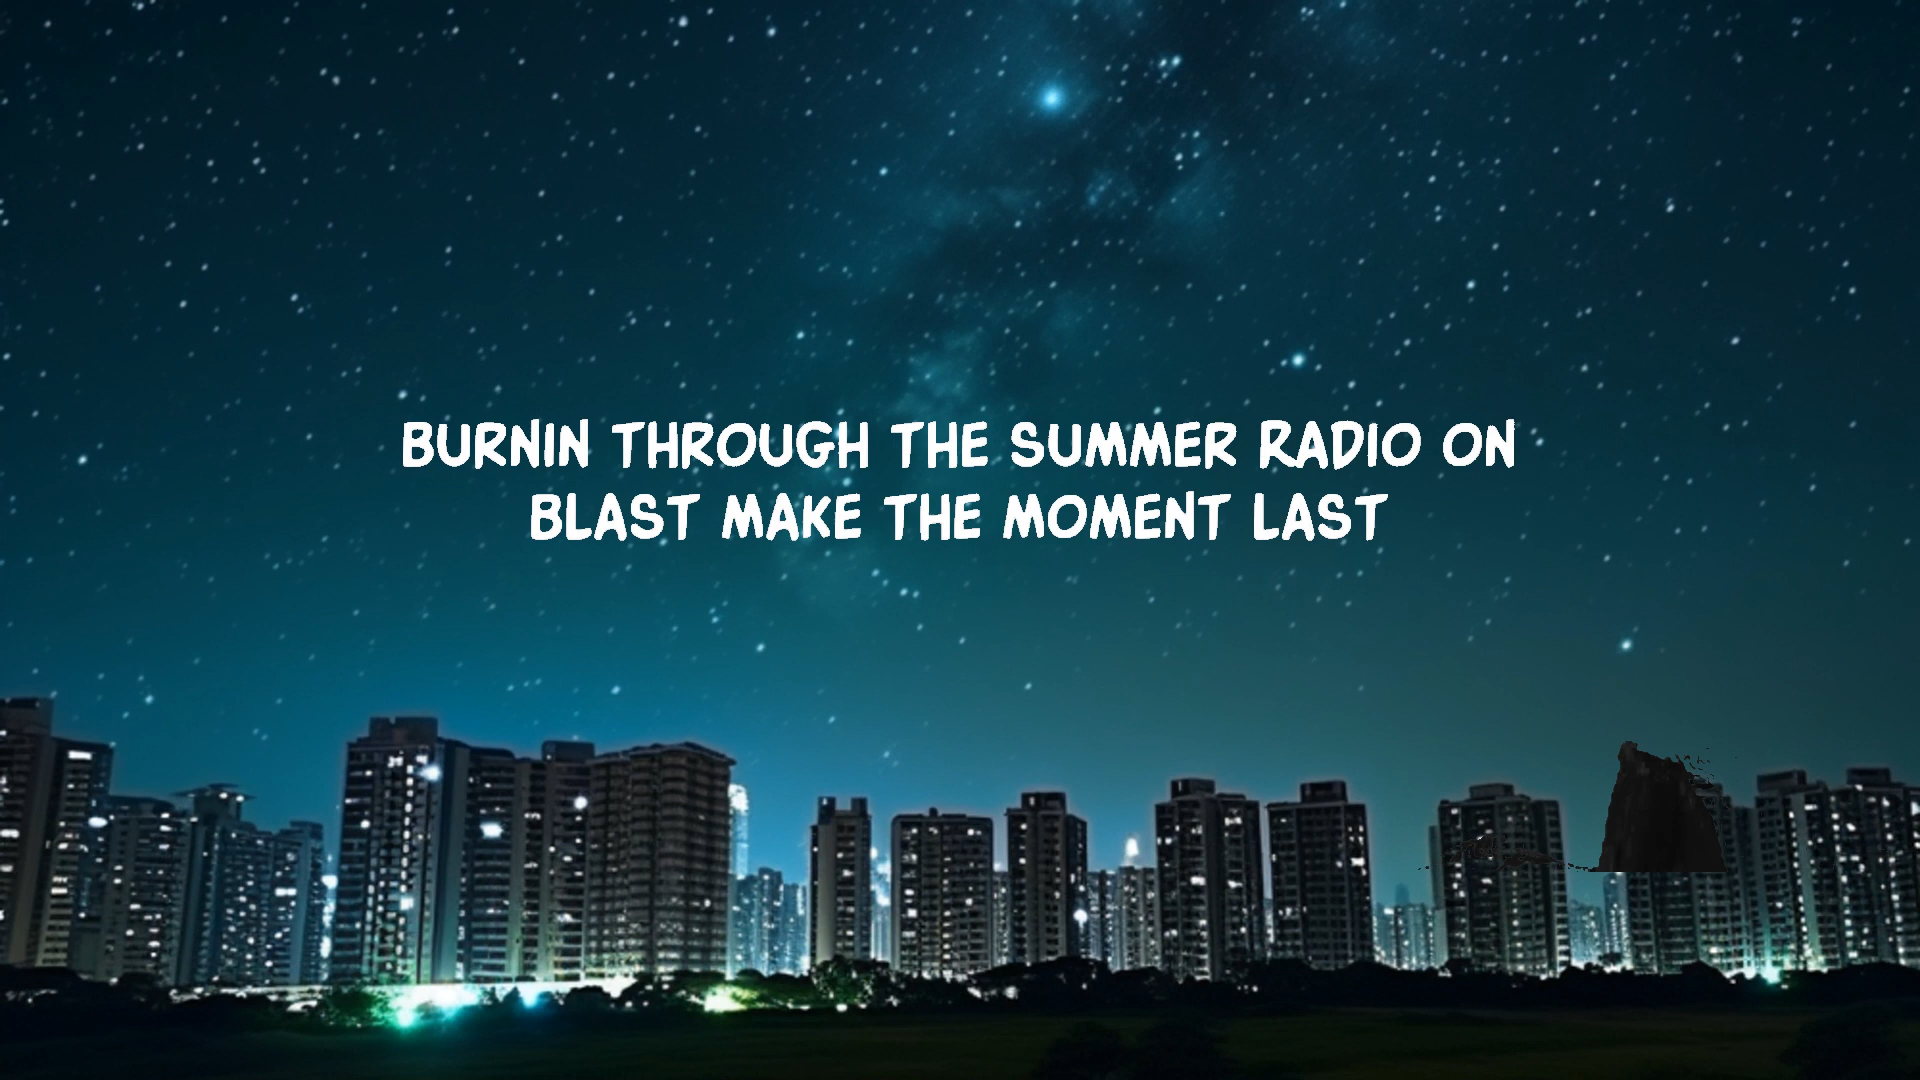 BURNIN THROUGH THE SUMMER RADIO ON
BLAST MAKE THE MOMENT LAST